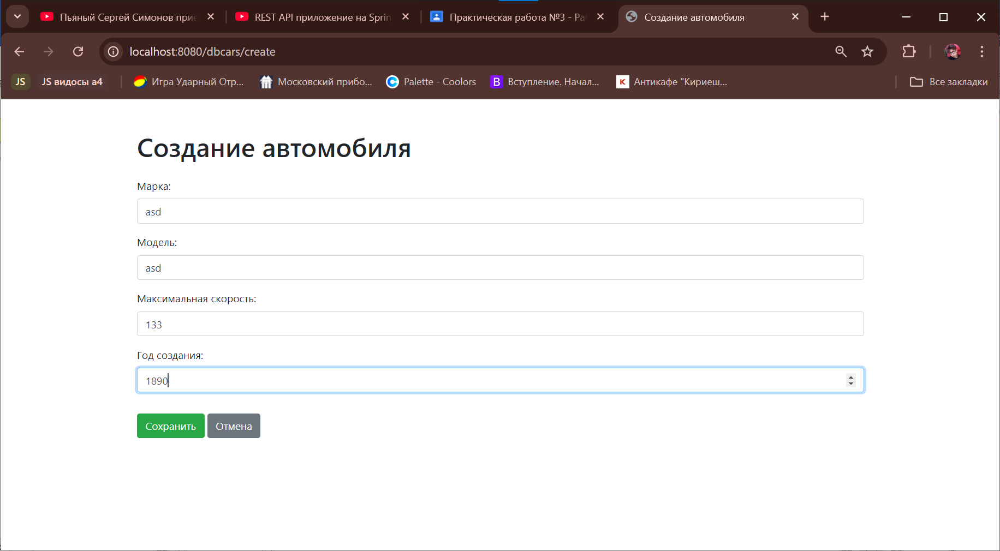 Пьяный Сергей Симонов при
REST API приложение на Sprin
Практическая работа №3 - Ра
Создание автомобиля
localhost:8080/dbcars/create
JS
JS видосы а4
Игра Ударный Отр...
Московский прибо...
Palette - Coolors
B
Вступление. Начал...
K
Антикафе "Кириеш...
Все закладки
Создание автомобиля
Марка:
asd
Модель:
asd
Максимальная скорость:
133
Год создания:
1890
Сохранить
Отмена